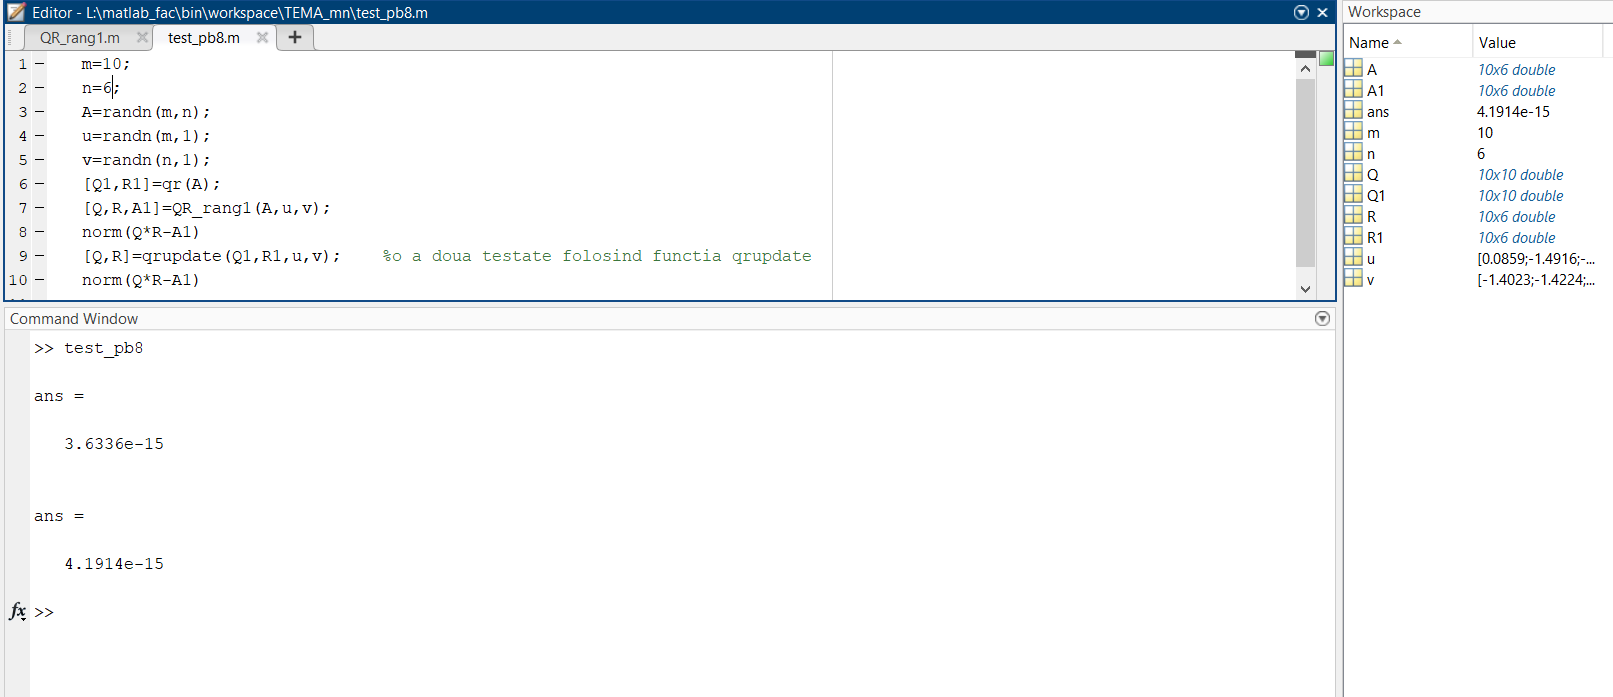 Editor - L:\matlab_fac\bin\workspace\TEMA_mn\test_pb8.m
QR_rang1.m
test_pb8.m
1 - m=10;
2 - n=6;
3 - A=randn(m,n);
4 - u=randn(m,1);
5 - v=randn(n,1);
6 - [Q1,R1]=qr(A);
7 - [Q,R,A1]=QR_rang1(A,u,v);
8 - norm(Q*R-A1)
9 - [Q,R]=qrupdate(Q1,R1,u,v); %o a doua testate folosind functia qrupdate
10 - norm(Q*R-A1)
Command Window
>> test_pb8
ans =
3.6336e-15
ans =
4.1914e-15
fx >>
Workspace
Name Value
A 10x6 double
A1 10x6 double
ans 4.1914e-15
m 10
n 6
Q 10x10 double
Q1 10x10 double
R 10x6 double
R1 10x6 double
u [0.0859;-1.4916;-...
v [-1.4023;-1.4224;...